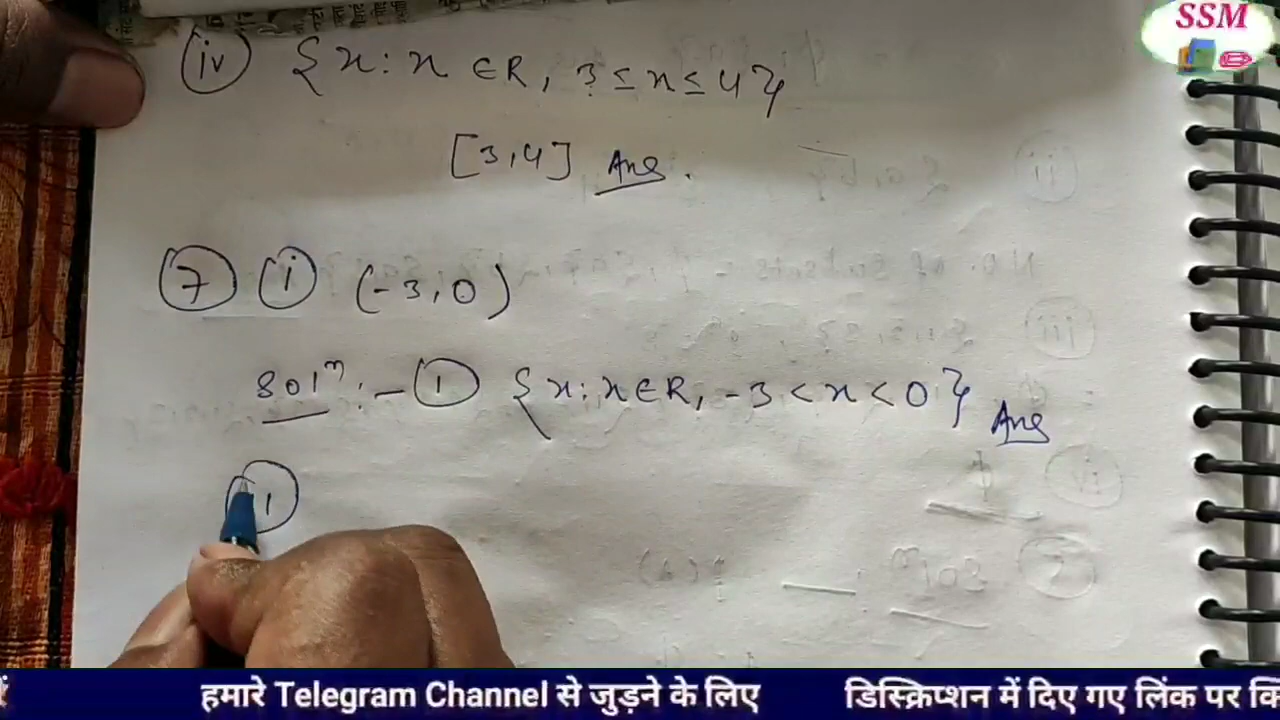 SSM
(iv) {x : x ∈ R, 3 ≤ x ≤ 4}
[3,4] Ans.
(7) (i) (-3, 0)
Solⁿ :- (i) {x : x ∈ R, -3 < x < 0} Ans
हमारे Telegram Channel से जुड़ने के लिए डिस्क्रिप्शन में दिए गए लिंक पर